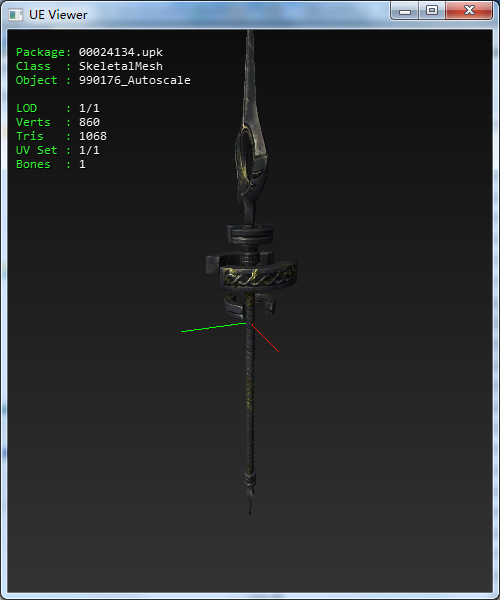 UE Viewer
Package: 00024134.upk
Class : SkeletalMesh
Object : 990176_Autoscale
LOD : 1/1
Verts : 860
Tris : 1068
UV Set : 1/1
Bones : 1